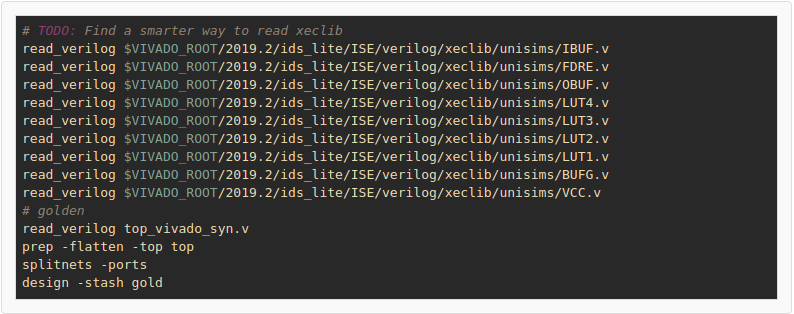 # TODO: Find a smarter way to read xeclib
read_verilog $VIVADO_ROOT/2019.2/ids_lite/ISE/verilog/xeclib/unisims/IBUF.v
read_verilog $VIVADO_ROOT/2019.2/ids_lite/ISE/verilog/xeclib/unisims/FDRE.v
read_verilog $VIVADO_ROOT/2019.2/ids_lite/ISE/verilog/xeclib/unisims/OBUF.v
read_verilog $VIVADO_ROOT/2019.2/ids_lite/ISE/verilog/xeclib/unisims/LUT4.v
read_verilog $VIVADO_ROOT/2019.2/ids_lite/ISE/verilog/xeclib/unisims/LUT3.v
read_verilog $VIVADO_ROOT/2019.2/ids_lite/ISE/verilog/xeclib/unisims/LUT2.v
read_verilog $VIVADO_ROOT/2019.2/ids_lite/ISE/verilog/xeclib/unisims/LUT1.v
read_verilog $VIVADO_ROOT/2019.2/ids_lite/ISE/verilog/xeclib/unisims/BUFG.v
read_verilog $VIVADO_ROOT/2019.2/ids_lite/ISE/verilog/xeclib/unisims/VCC.v
# golden
read_verilog top_vivado_syn.v
prep -flatten -top top
splitnets -ports
design -stash gold